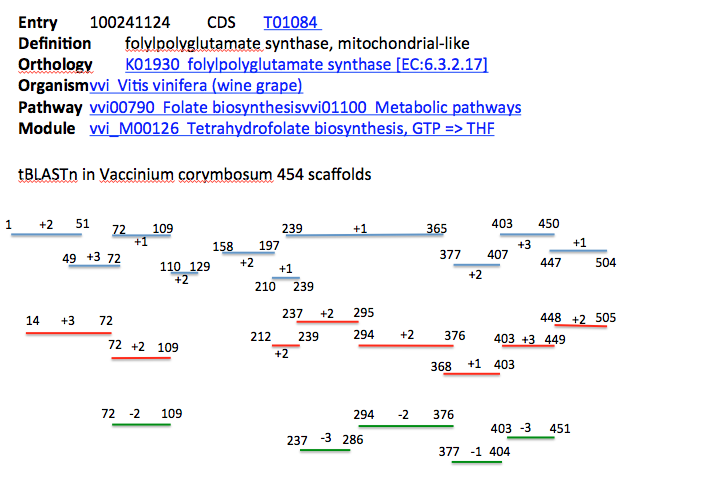 Entry 100241124 CDS T01084
Definition folylpolyglutamate synthase, mitochondrial-like
Orthology K01930 folylpolyglutamate synthase [EC:6.3.2.17]
Organismvvi Vitis vinifera (wine grape)
Pathway vvi00790 Folate biosynthesisvvi01100 Metabolic pathways
Module vvi_M00126 Tetrahydrofolate biosynthesis, GTP => THF
tBLASTn in Vaccinium corymbosum 454 scaffolds
1 +2 51 72 109 239 +1 365 403 450
+1 +3 +1
49 +3 72 158 197 377 407 447 504
110 129 +2 +1 +2
+2 210 239
14 +3 72 237 +2 295 448 +2 505
72 +2 109 212 239 294 +2 376 403 +3 449
+2 368 +1 403
72 -2 109 294 -2 376
237 -3 286 403 -3 451
377 -1 404